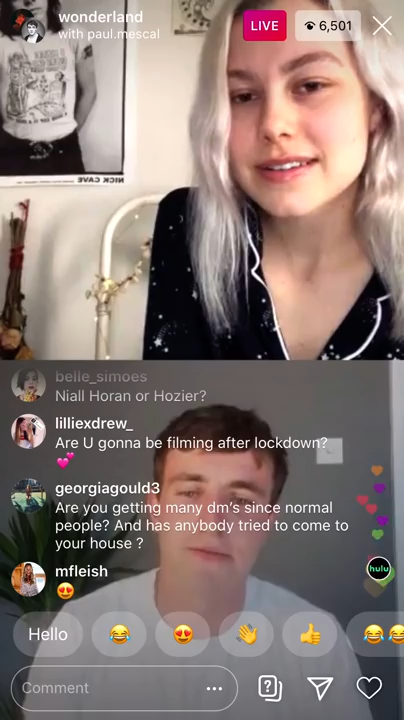 wonderland
with paul.mescal
LIVE
6,501
NICK CAVE
belle_simoes
Niall Horan or Hozier?
lilliexdrew_
Are U gonna be filming after lockdown?
💕
georgiagould3
Are you getting many dm's since normal
people? And has anybody tried to come to
your house ?
mfleish
😍
hulu
Hello
😂
😍
👋
👍
😂😂
Comment